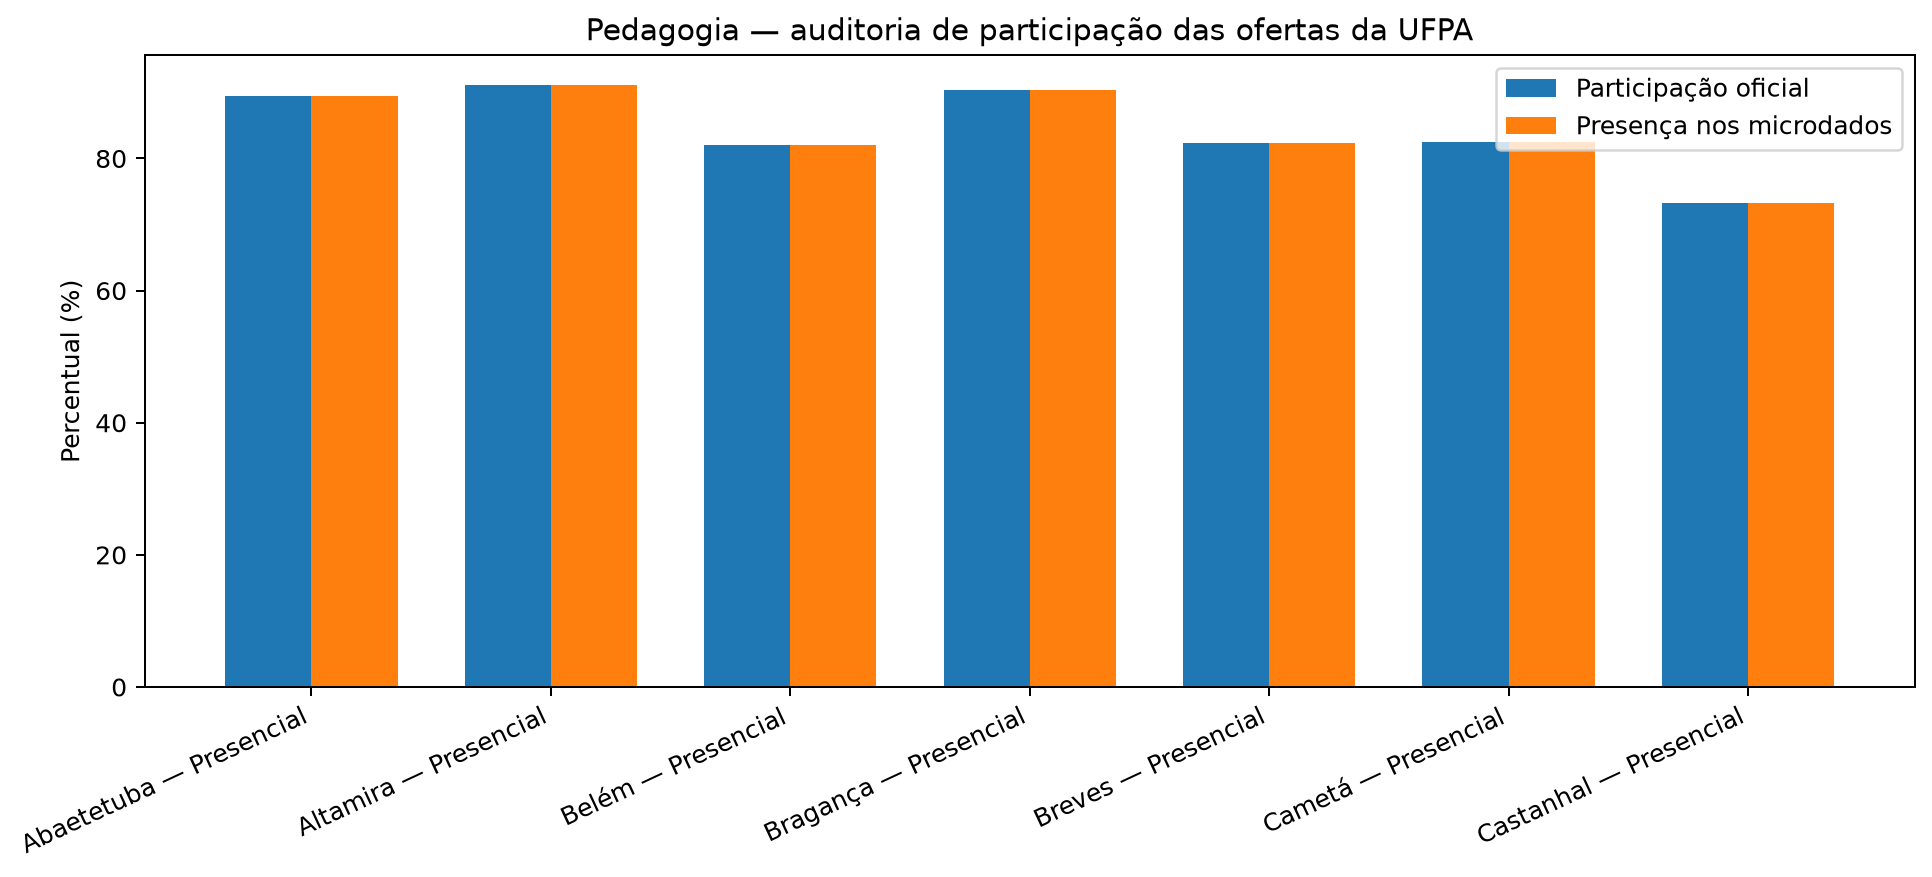 Pedagogia — auditoria de participação das ofertas da UFPA
Participação oficial
Presença nos microdados
Percentual (%)
80
60
40
20
0
Abaetetuba — Presencial
Altamira — Presencial
Belém — Presencial
Bragança — Presencial
Breves — Presencial
Cametá — Presencial
Castanhal — Presencial